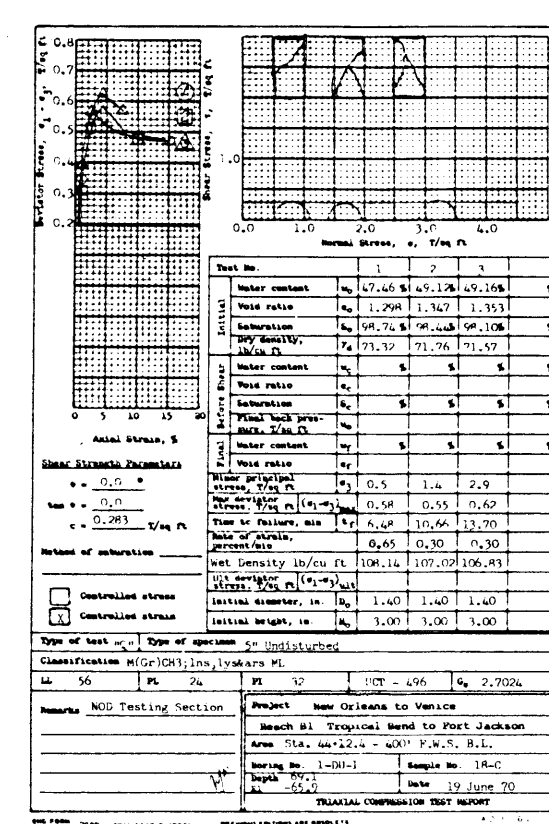 0.8
0.7
0.6
0.5
0.4
0.3
0.2
0 5 10 15 20
Axial Strain, %
Deviator Stress, σ1 - σ3, T/sq ft
Shear Stress, τ, T/sq ft
1.0
0.0
0.0 1.0 2.0 3.0 4.0
Normal Stress, σ, T/sq ft
Shear Strength Parameters
φ = 0.0 °
tan φ = 0.0
c = 0.283 T/sq ft
Method of saturation
Controlled stress
X Controlled strain
Test No. 1 2 3
Initial
Water content wo 47.46 % 49.12% 49.16%
Void ratio eo 1.298 1.347 1.353
Saturation So 98.74 % 98.44% 98.10%
Dry density, lb/cu ft γd 73.32 71.76 71.57
Before Shear
Water content wc % % %
Void ratio ec
Saturation Sc % % %
Final back pressure, T/sq ft uo
Final
Water content wf % % %
Void ratio ef
Minor principal stress, T/sq ft σ3 0.5 1.4 2.9
Max deviator stress, T/sq ft (σ1-σ3)max 0.58 0.55 0.62
Time to failure, min tf 6.48 10.66 13.70
Rate of strain, percent/min 0.65 0.30 0.30
Wet Density lb/cu ft 108.14 107.02 106.83
Ult deviator stress, T/sq ft (σ1-σ3)ult
Initial diameter, in. Do 1.40 1.40 1.40
Initial height, in. Ho 3.00 3.00 3.00
Type of test Type of specimen 5" Undisturbed
Classification M(Gr)CH3;lns,lys&ars ML
LL 56 PL 24 PI 32 UCT - 496 Gs 2.7024
Remarks NOD Testing Section
Project New Orleans to Venice
Reach B1 Tropical Bend to Fort Jackson
Area Sta. 44+12.4 - 400' F.W.S. B.L.
Boring No. 1-DU-1 Sample No. 18-C
Depth 69.1
El -65.9
Date 19 June 70
TRIAXIAL COMPRESSION TEST REPORT